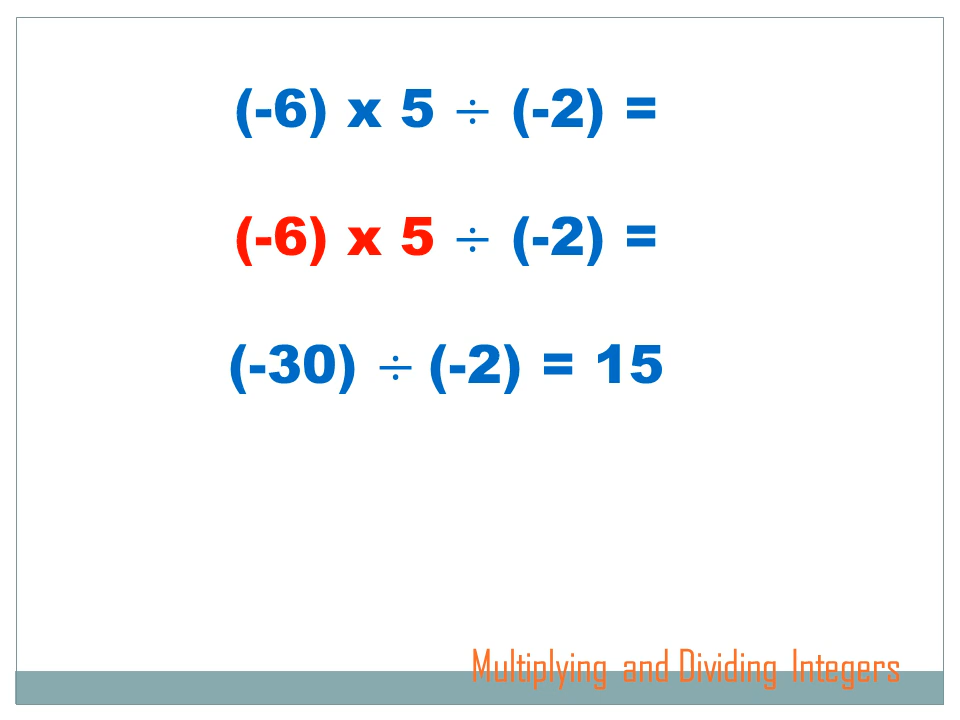 (-6) x 5 ÷ (-2) =
(-6) x 5 ÷ (-2) =
(-30) ÷ (-2) = 15
Multiplying and Dividing Integers